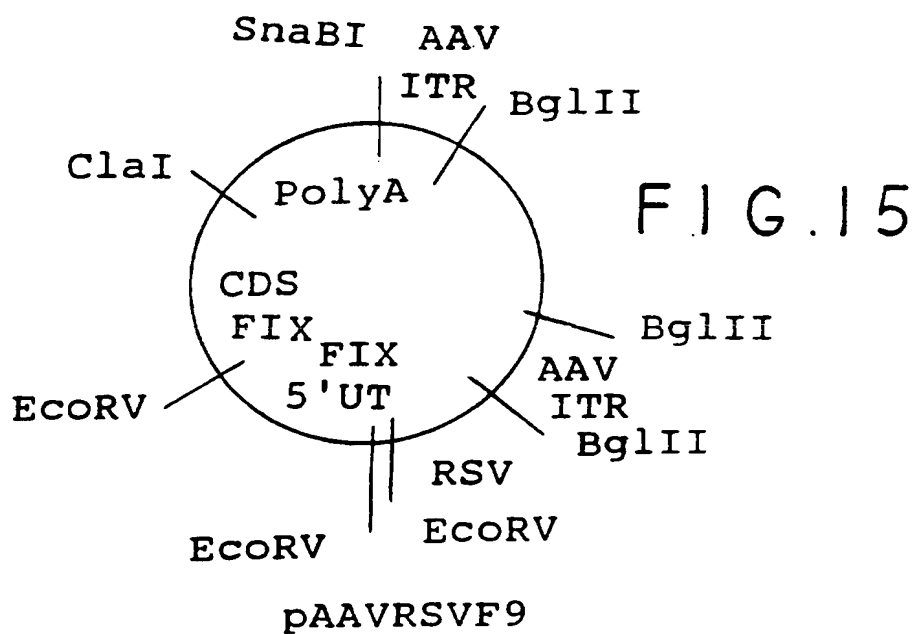 SnaBI
AAV
ITR
BglII
ClaI
PolyA
FIG.15
CDS
FIX
FIX
5'UT
BglII
AAV
ITR
BglII
EcoRV
RSV
EcoRV
EcoRV
pAAVRSVF9